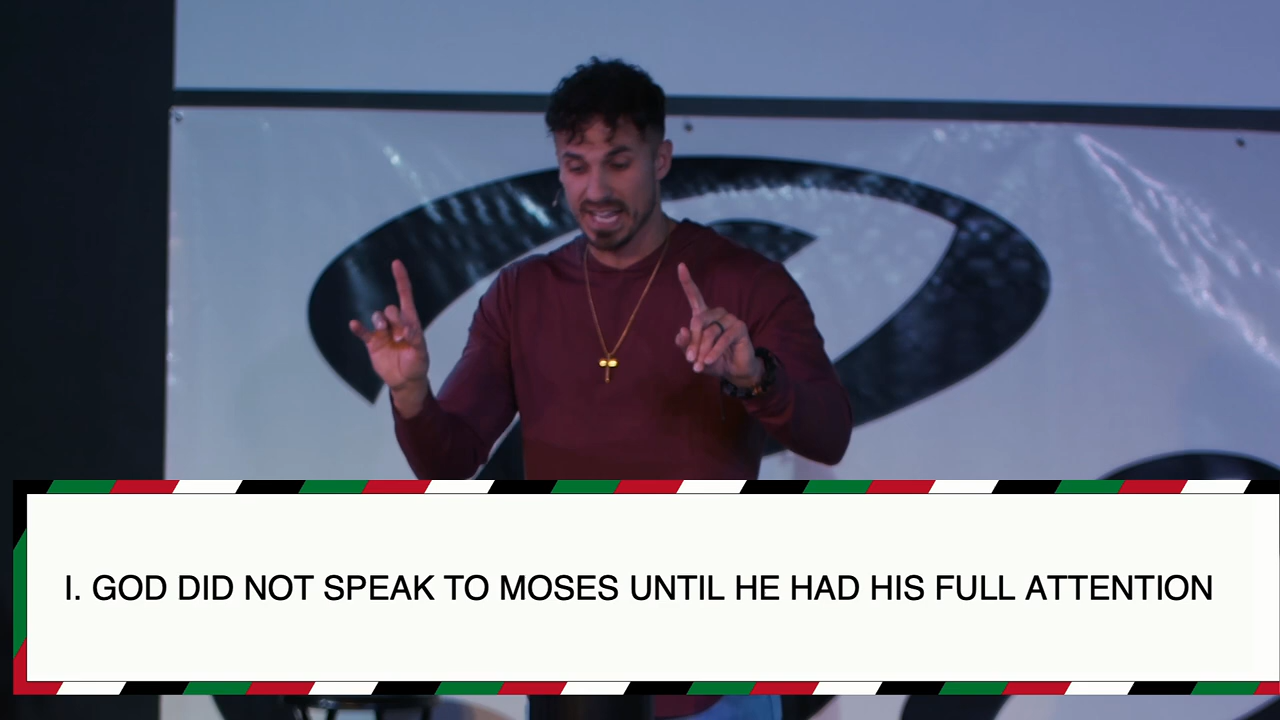 I. GOD DID NOT SPEAK TO MOSES UNTIL HE HAD HIS FULL ATTENTION